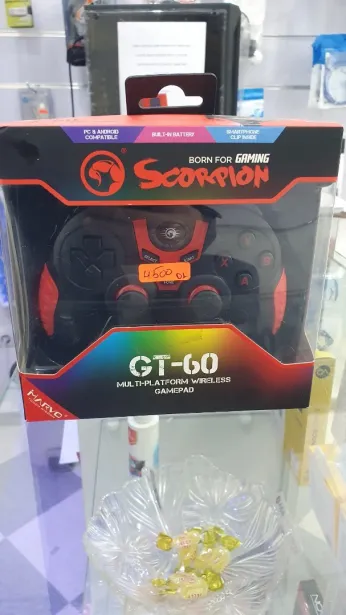 PC & ANDROID
COMPATIBLE
BUILT-IN BATTERY
SMARTPHONE
CLIP INSIDE
BORN FOR GAMING
SCORPION
4500 DA
GT-60
MULTI-PLATFORM WIRELESS
GAMEPAD
MARVO